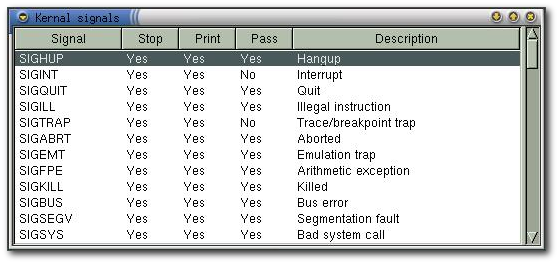 Kernal signals
Signal Stop Print Pass Description
SIGHUP Yes Yes Yes Hangup
SIGINT Yes Yes No Interrupt
SIGQUIT Yes Yes Yes Quit
SIGILL Yes Yes Yes Illegal instruction
SIGTRAP Yes Yes No Trace/breakpoint trap
SIGABRT Yes Yes Yes Aborted
SIGEMT Yes Yes Yes Emulation trap
SIGFPE Yes Yes Yes Arithmetic exception
SIGKILL Yes Yes Yes Killed
SIGBUS Yes Yes Yes Bus error
SIGSEGV Yes Yes Yes Segmentation fault
SIGSYS Yes Yes Yes Bad system call